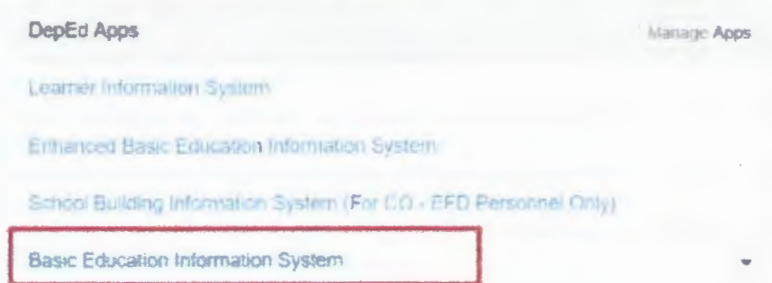 DepEd Apps Manage Apps
Learner Information System
Enhanced Basic Education Information System
School Building Information System (For CO - EFD Personnel Only)
Basic Education Information System